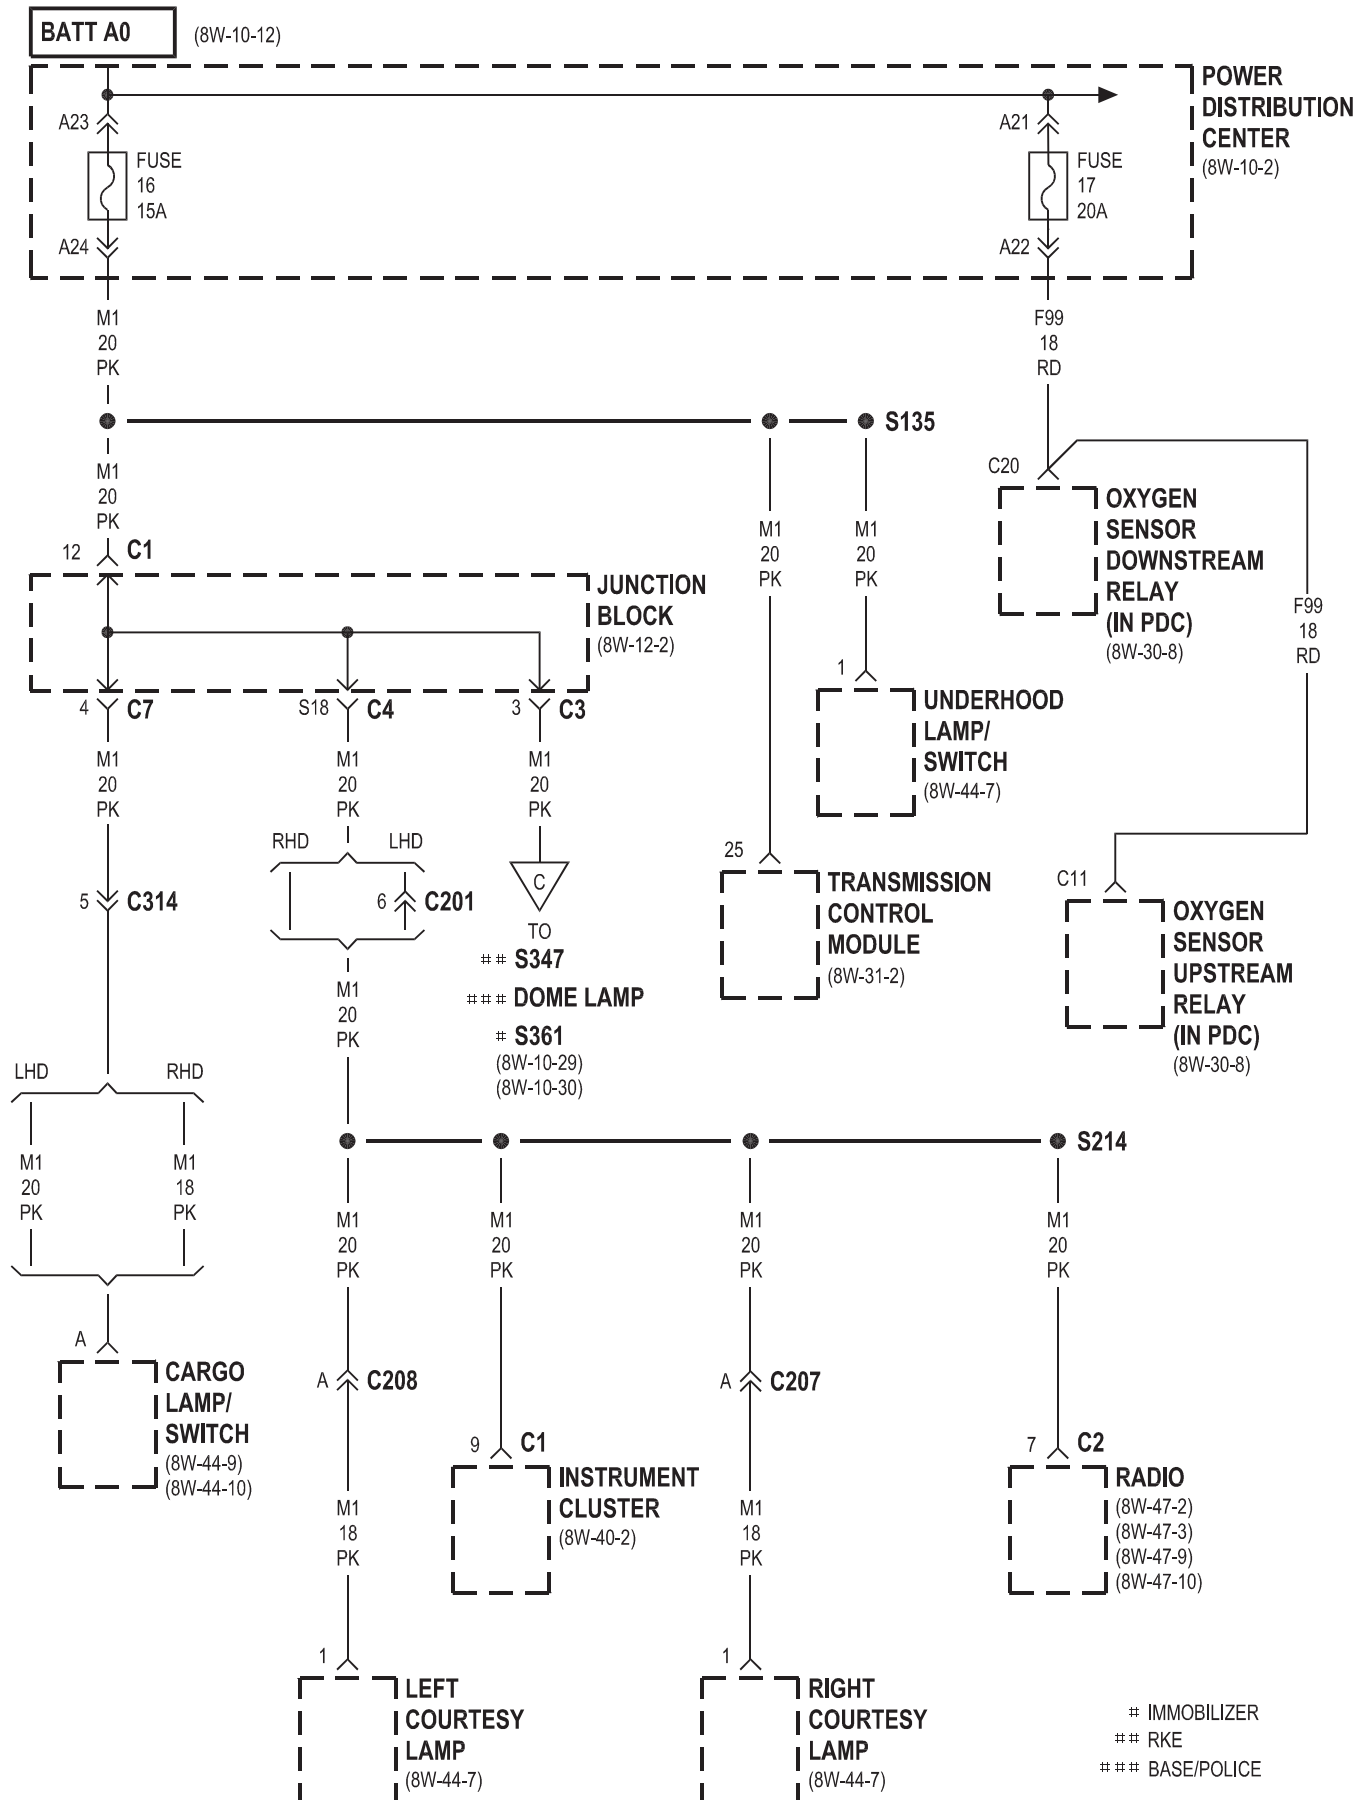 BATT A0
(8W-10-12)
POWER
DISTRIBUTION
CENTER
(8W-10-2)
A23
FUSE
16
15A
A24
A21
FUSE
17
20A
A22
M1
20
PK
F99
18
RD
S135
M1
20
PK
12
C1
JUNCTION
BLOCK
(8W-12-2)
M1
20
PK
M1
20
PK
C20
OXYGEN
SENSOR
DOWNSTREAM
RELAY
(IN PDC)
(8W-30-8)
F99
18
RD
1
UNDERHOOD
LAMP/
SWITCH
(8W-44-7)
4
C7
S18
C4
3
C3
M1
20
PK
M1
20
PK
M1
20
PK
RHD
LHD
6
C201
C
TO
## S347
### DOME LAMP
# S361
(8W-10-29)
(8W-10-30)
25
TRANSMISSION
CONTROL
MODULE
(8W-31-2)
C11
OXYGEN
SENSOR
UPSTREAM
RELAY
(IN PDC)
(8W-30-8)
5
C314
M1
20
PK
LHD
RHD
M1
20
PK
M1
18
PK
S214
M1
20
PK
M1
20
PK
M1
20
PK
M1
20
PK
A
CARGO
LAMP/
SWITCH
(8W-44-9)
(8W-44-10)
A
C208
A
C207
9
C1
INSTRUMENT
CLUSTER
(8W-40-2)
7
C2
RADIO
(8W-47-2)
(8W-47-3)
(8W-47-9)
(8W-47-10)
M1
18
PK
M1
18
PK
1
LEFT
COURTESY
LAMP
(8W-44-7)
1
RIGHT
COURTESY
LAMP
(8W-44-7)
# IMMOBILIZER
## RKE
### BASE/POLICE